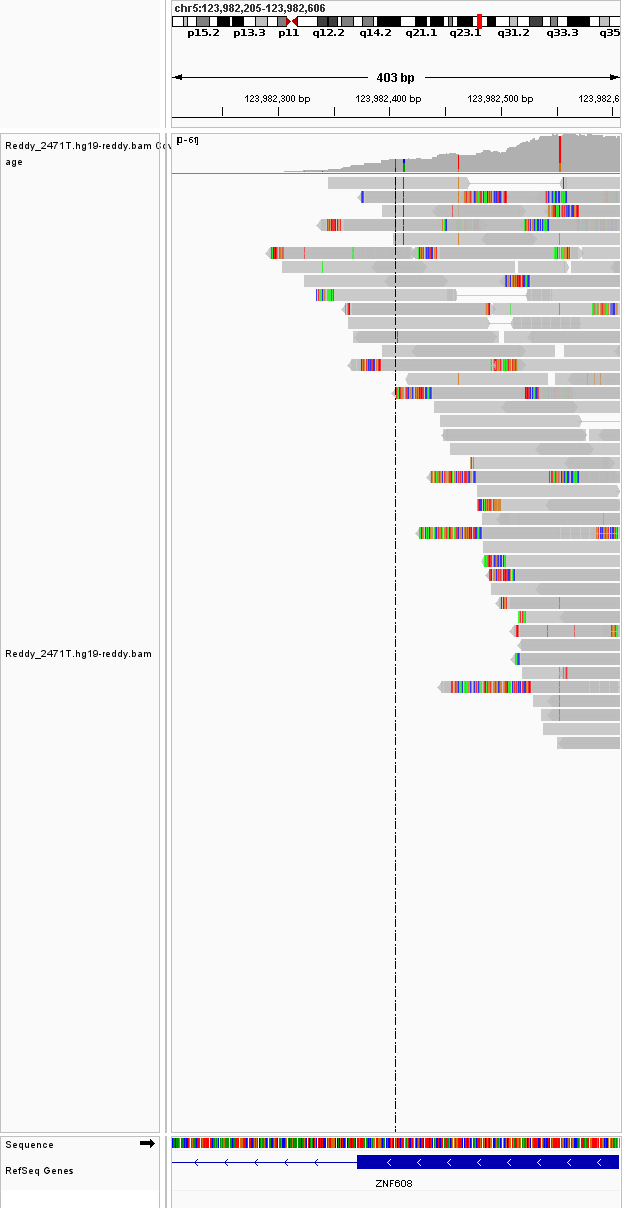 chr5:123,982,205-123,982,606
p15.2 p13.3 p11 q12.2 q14.2 q21.1 q23.1 q31.2 q33.3 q35
403 bp
123,982,300 bp 123,982,400 bp 123,982,500 bp 123,982,6
Reddy_2471T.hg19-reddy.bam Cov
age
[0-61]
Reddy_2471T.hg19-reddy.bam
Sequence
RefSeq Genes
ZNF608